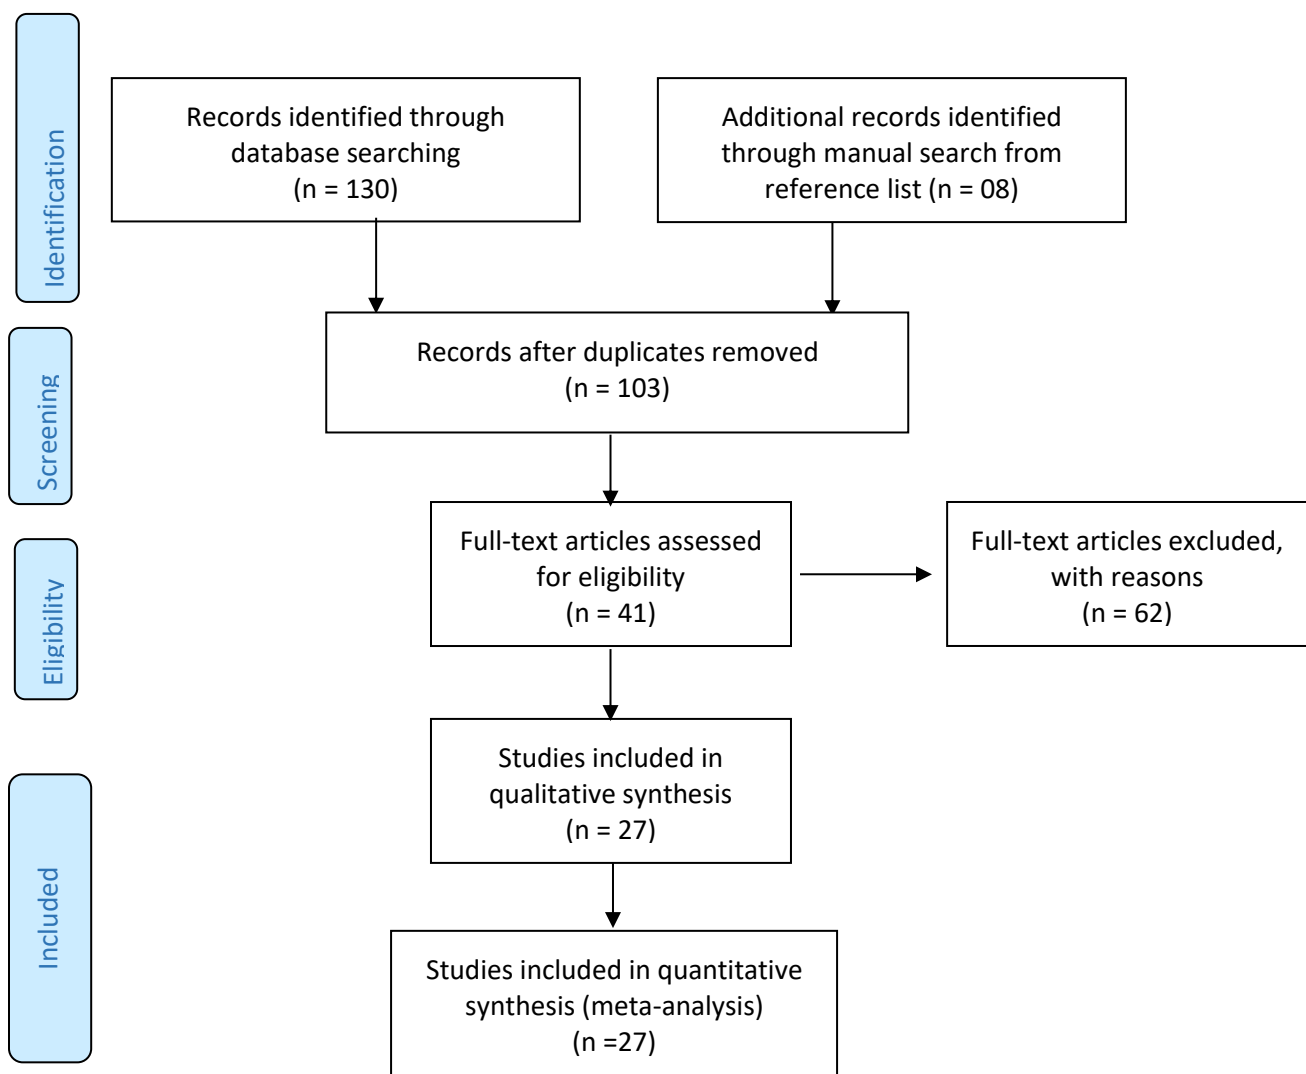 Identification
Records identified through
database searching
(n = 130)
Additional records identified
through manual search from
reference list (n = 08)
Screening
Records after duplicates removed
(n = 103)
Eligibility
Full-text articles assessed
for eligibility
(n = 41)
Full-text articles excluded,
with reasons
(n = 62)
Included
Studies included in
qualitative synthesis
(n = 27)
Studies included in quantitative
synthesis (meta-analysis)
(n =27)